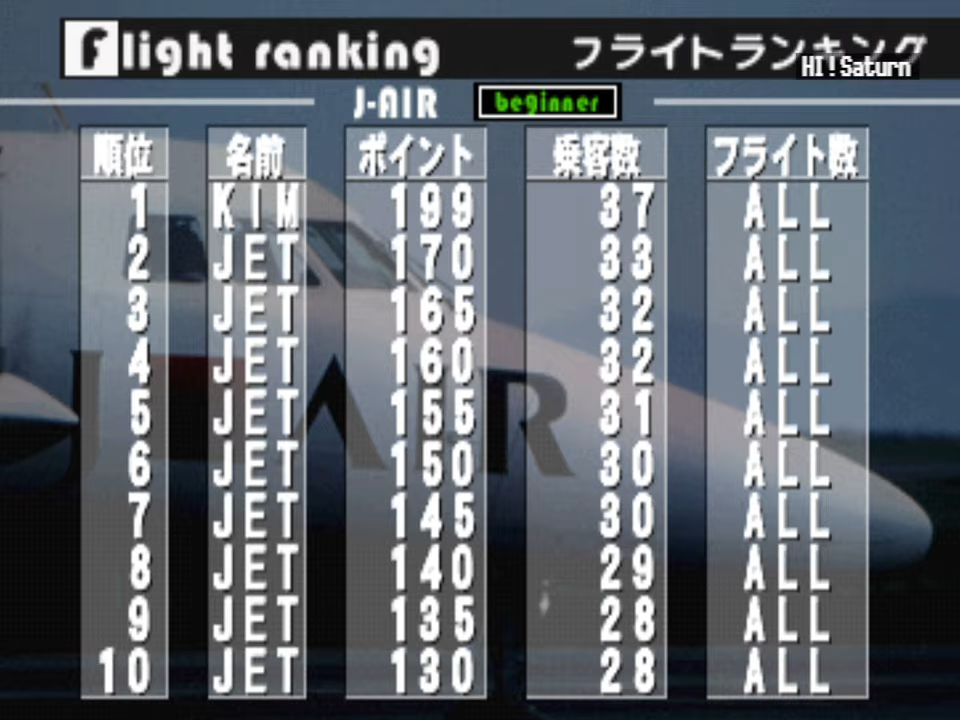 flight ranking フライトランキング
HI!Saturn
J-AIR beginner
順位 名前 ポイント 乗客数 フライト数
1 KIM 199 37 ALL
2 JET 170 33 ALL
3 JET 165 32 ALL
4 JET 160 32 ALL
5 JET 155 31 ALL
6 JET 150 30 ALL
7 JET 145 30 ALL
8 JET 140 29 ALL
9 JET 135 28 ALL
10 JET 130 28 ALL
J-AIR